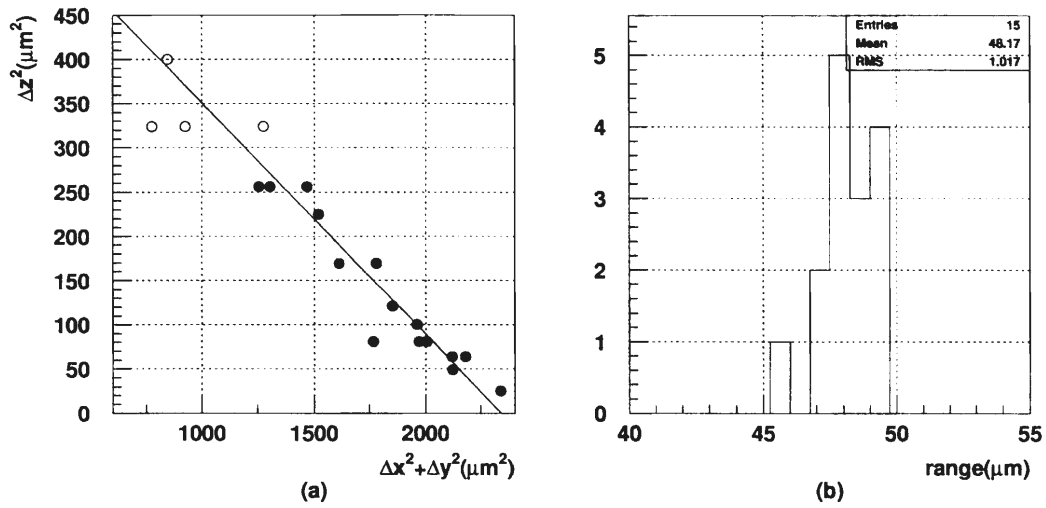 Δz²(μm²)
450
400
350
300
250
200
150
100
50
0
1000
1500
2000
Δx²+Δy²(μm²)
(a)
Entries 15
Mean 48.17
RMS 1.017
5
4
3
2
1
0
40
45
50
55
range(μm)
(b)